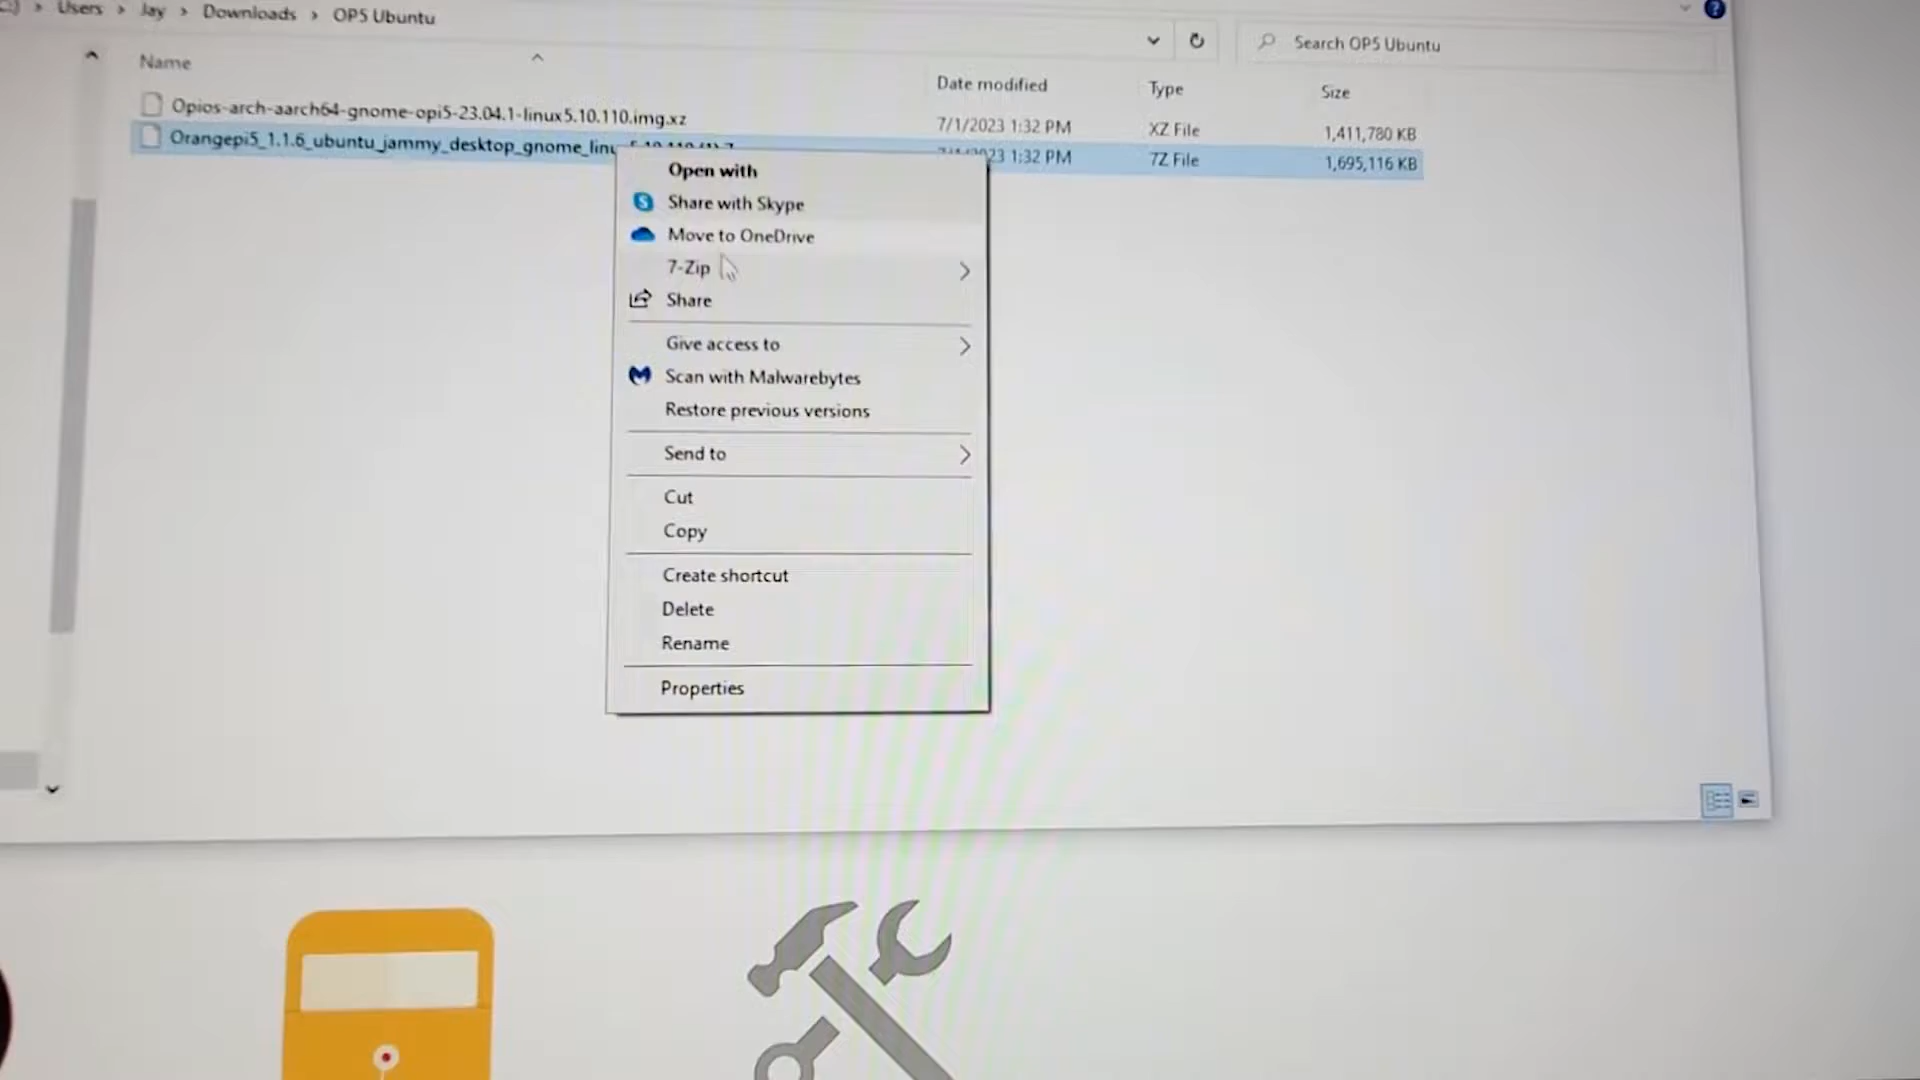 Users > Jay > Downloads > OP5 Ubuntu
Search OP5 Ubuntu
Name Date modified Type Size
Opios-arch-aarch64-gnome-opi5-23.04.1-linux5.10.110.img.xz 7/1/2023 1:32 PM XZ File 1,411,780 KB
Orangepi5_1.1.6_ubuntu_jammy_desktop_gnome_linu 1:32 PM 7Z File 1,695,116 KB
Open with
Share with Skype
Move to OneDrive
7-Zip
Share
Give access to
Scan with Malwarebytes
Restore previous versions
Send to
Cut
Copy
Create shortcut
Delete
Rename
Properties